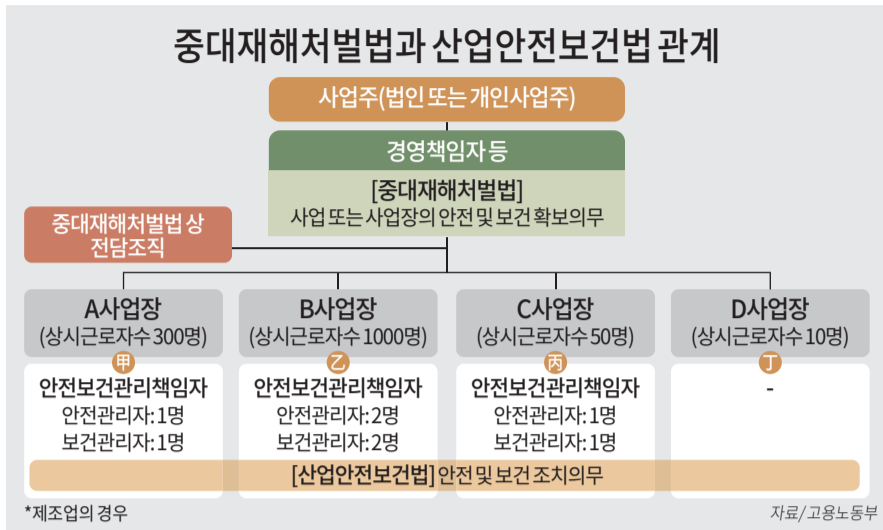 중대재해처벌법과 산업안전보건법 관계
사업주(법인 또는 개인사업주)
경영책임자 등
[중대재해처벌법]
사업 또는 사업장의 안전 및 보건 확보의무
중대재해처벌법 상
전담조직
A사업장
(상시근로자수 300명)
甲
안전보건관리책임자
안전관리자: 1명
보건관리자: 1명
B사업장
(상시근로자수 1000명)
乙
안전보건관리책임자
안전관리자: 2명
보건관리자: 2명
C사업장
(상시근로자수 50명)
丙
안전보건관리책임자
안전관리자: 1명
보건관리자: 1명
D사업장
(상시근로자수 10명)
丁
-
[산업안전보건법] 안전 및 보건 조치의무
*제조업의 경우
자료/고용노동부